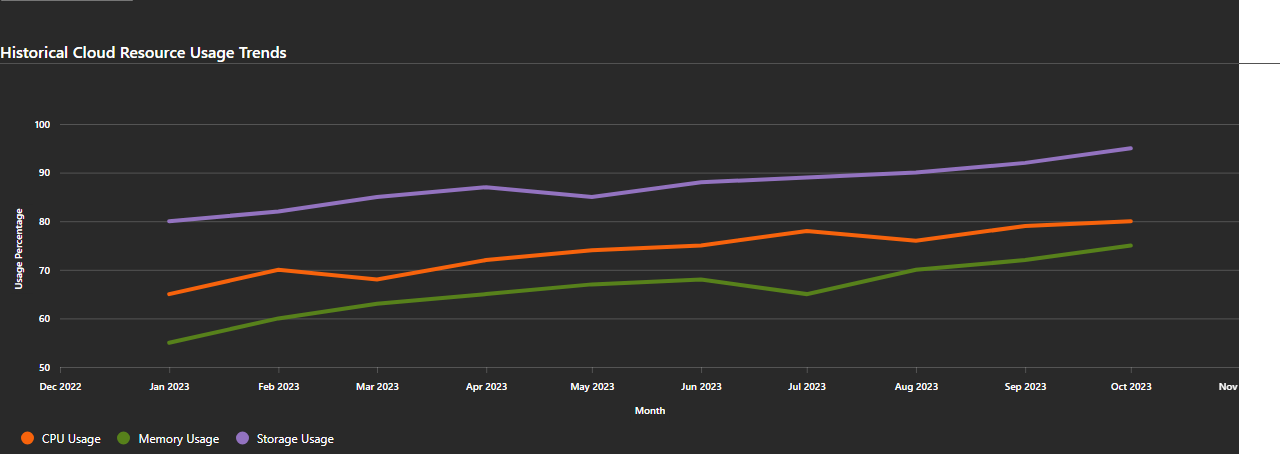 Historical Cloud Resource Usage Trends
100
90
80
70
60
50
Usage Percentage
Dec 2022 Jan 2023 Feb 2023 Mar 2023 Apr 2023 May 2023 Jun 2023 Jul 2023 Aug 2023 Sep 2023 Oct 2023 Nov
Month
CPU Usage Memory Usage Storage Usage